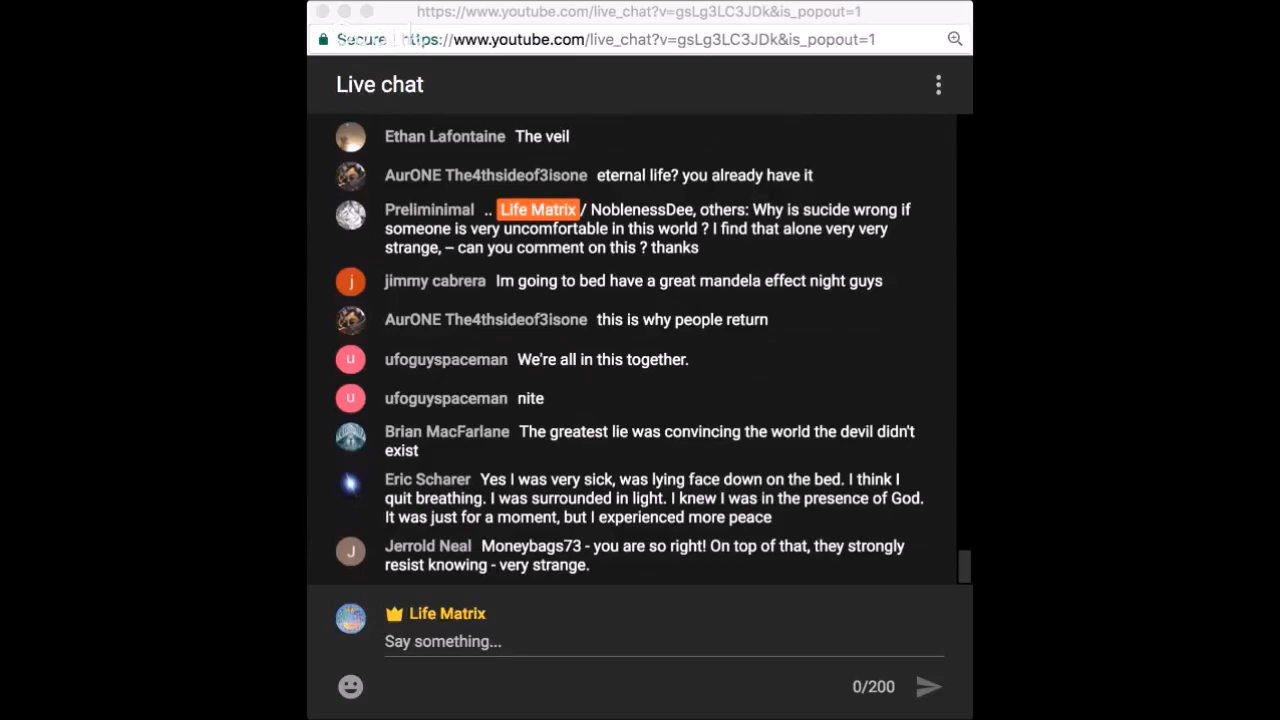 https://www.youtube.com/live_chat?v=gsLg3LC3JDk&is_popout=1
Secure https://www.youtube.com/live_chat?v=gsLg3LC3JDk&is_popout=1
Live chat
Ethan Lafontaine The veil
AurONE The4thsideof3isone eternal life? you already have it
Preliminimal .. Life Matrix / NoblenessDee, others: Why is sucide wrong if
someone is very uncomfortable in this world ? I find that alone very very
strange, – can you comment on this ? thanks
j jimmy cabrera Im going to bed have a great mandela effect night guys
AurONE The4thsideof3isone this is why people return
u ufoguyspaceman We're all in this together.
u ufoguyspaceman nite
Brian MacFarlane The greatest lie was convincing the world the devil didn't
exist
Eric Scharer Yes I was very sick, was lying face down on the bed. I think I
quit breathing. I was surrounded in light. I knew I was in the presence of God.
It was just for a moment, but I experienced more peace
J Jerrold Neal Moneybags73 - you are so right! On top of that, they strongly
resist knowing - very strange.
Life Matrix
Say something...
0/200